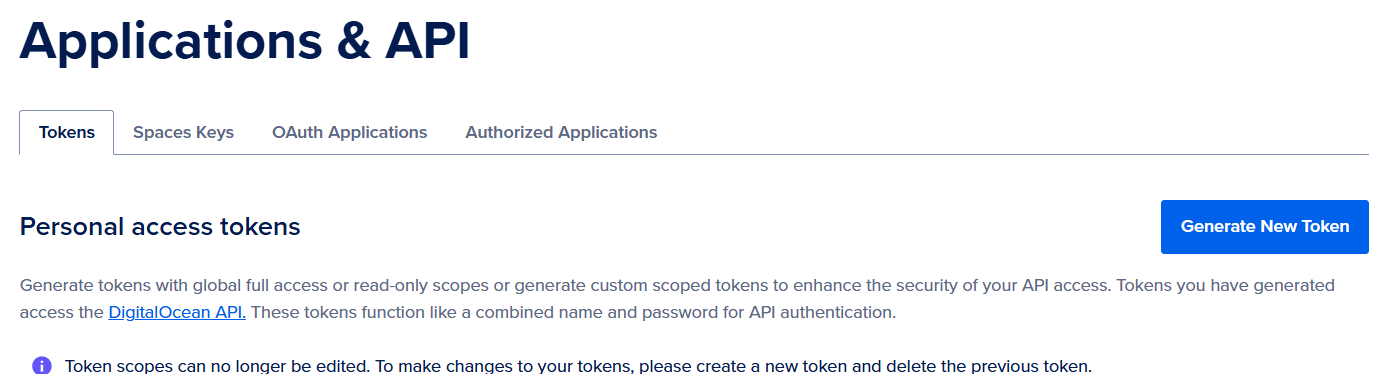 Applications & API
Tokens
Spaces Keys
OAuth Applications
Authorized Applications
Personal access tokens
Generate New Token
Generate tokens with global full access or read-only scopes or generate custom scoped tokens to enhance the security of your API access. Tokens you have generated
access the DigitalOcean API. These tokens function like a combined name and password for API authentication.
Token scopes can no longer be edited. To make changes to your tokens, please create a new token and delete the previous token.